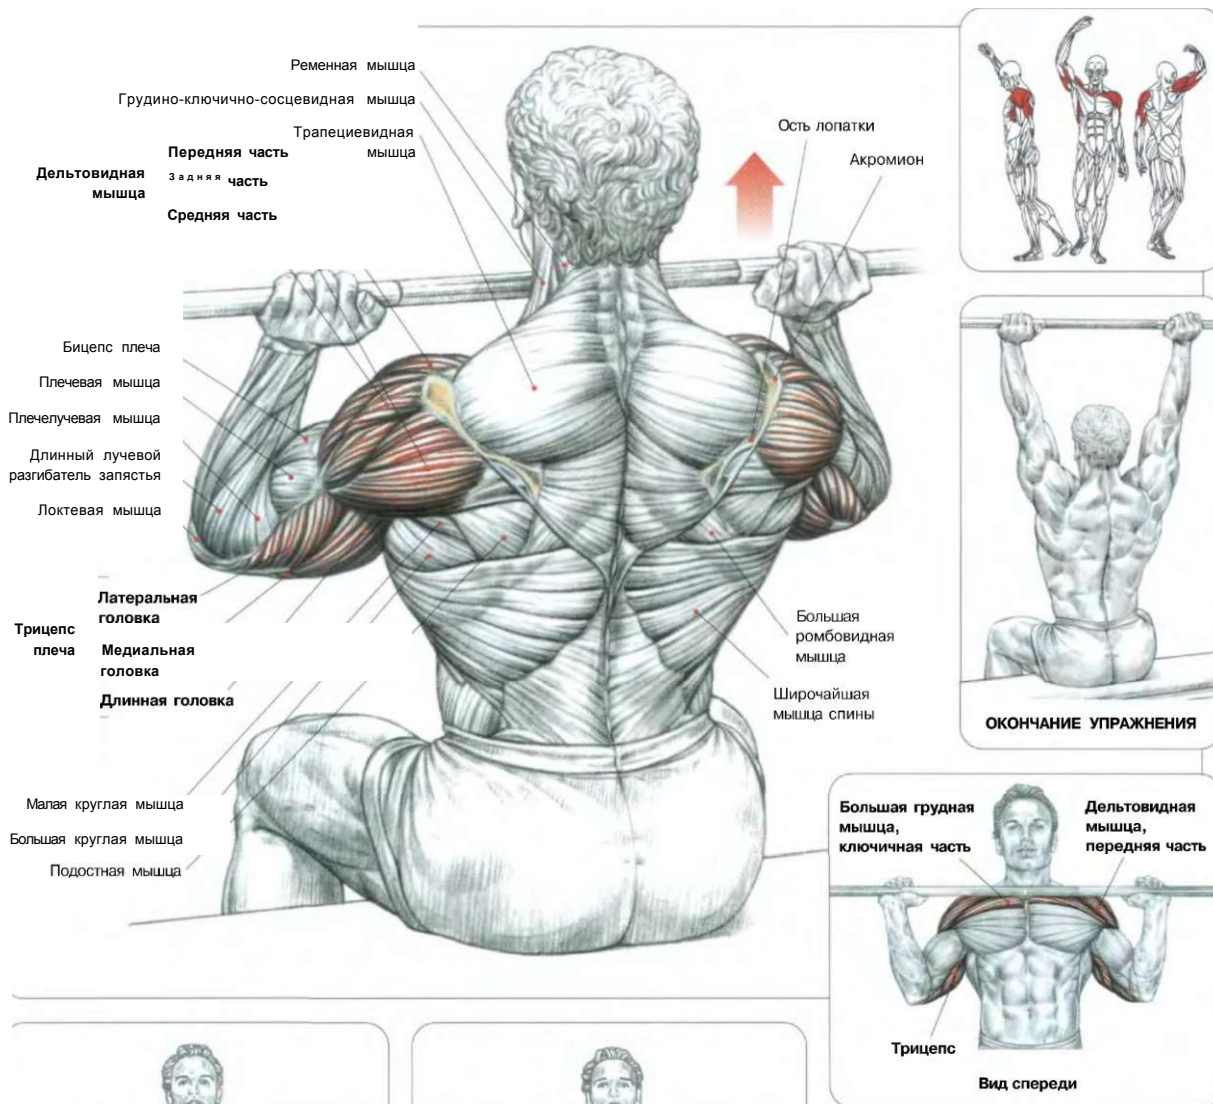 Ременная мышца
Грудино-ключично-сосцевидная мышца
Трапециевидная
мышца
Дельтовидная
мышца
Передняя часть
Задняя часть
Средняя часть
Ость лопатки
Акромион
Бицепс плеча
Плечевая мышца
Плечелучевая мышца
Длинный лучевой
разгибатель запястья
Локтевая мышца
Трицепс
плеча
Латеральная
головка
Медиальная
головка
Длинная головка
Малая круглая мышца
Большая круглая мышца
Подостная мышца
Большая
ромбовидная
мышца
Широчайшая
мышца спины
ОКОНЧАНИЕ УПРАЖНЕНИЯ
Большая грудная
мышца,
ключичная часть
Дельтовидная
мышца,
передняя часть
Трицепс
Вид спереди